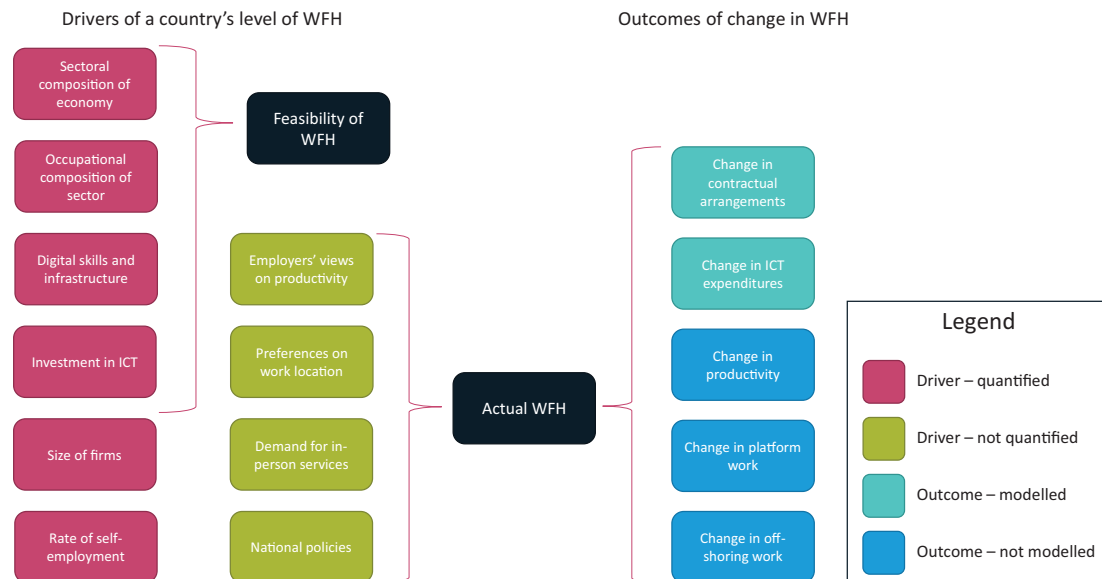 Drivers of a country’s level of WFH
Outcomes of change in WFH
Sectoral
composition of
economy
Occupational
composition of
sector
Digital skills and
infrastructure
Investment in ICT
Size of firms
Rate of self-
employment
Feasibility of
WFH
Employers’ views
on productivity
Preferences on
work location
Demand for in-
person services
National policies
Actual WFH
Change in
contractual
arrangements
Change in ICT
expenditures
Change in
productivity
Change in platform
work
Change in off-
shoring work
Legend
Driver – quantified
Driver – not quantified
Outcome – modelled
Outcome – not modelled